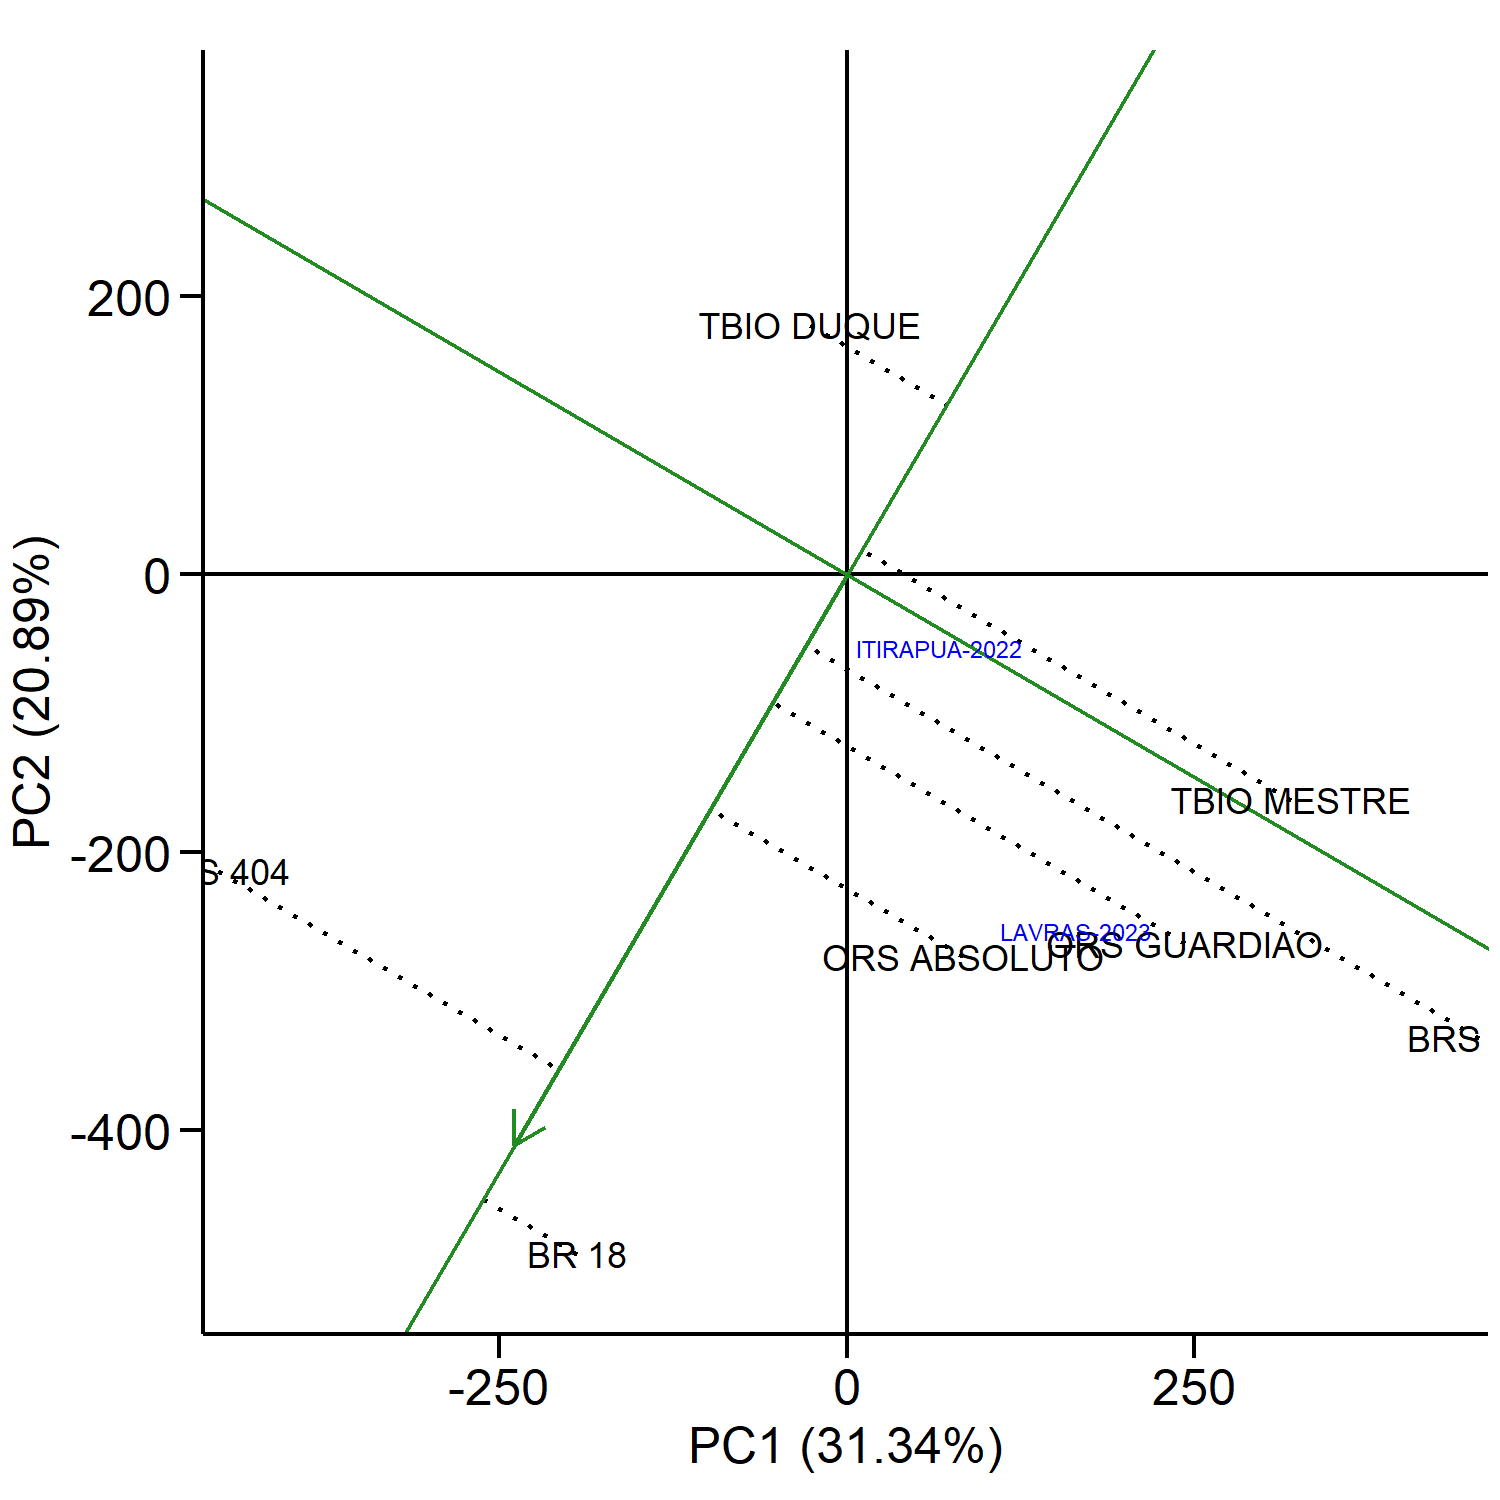 200
TBIO DUQUE
0
ITIRAPUA-2022
TBIO MESTRE
-200
S 404
LAVRAS-2023
ORS GUARDIAO
ORS ABSOLUTO
BRS
-400
BR 18
-250
0
250
PC1 (31.34%)
PC2 (20.89%)